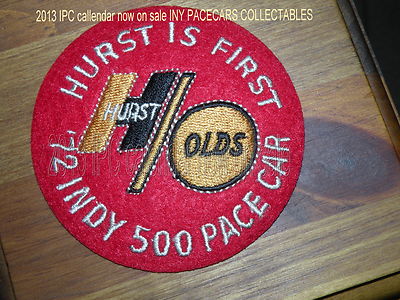 2013 IPC callendar now on sale INY PACECARS COLLECTABLES
HURST IS FIRST
HURST
OLDS
'72 INDY 500 PACE CAR